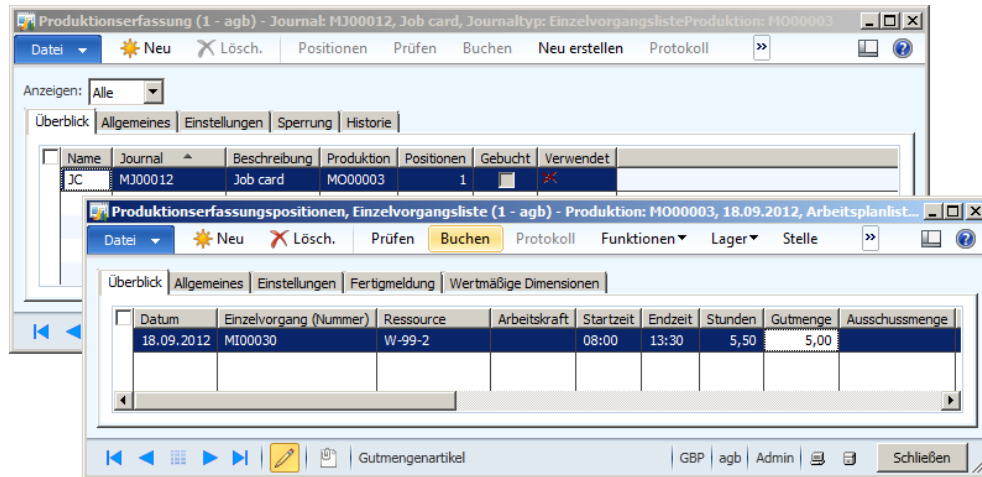 Produktionserfassung (1 - agb) - Journal: MJ00012, Job card, Journaltyp: EinzelvorgangslisteProduktion: MO00003
Datei Neu Lösch. Positionen Prüfen Buchen Neu erstellen Protokoll »
Anzeigen: Alle
Überblick Allgemeines Einstellungen Sperrung Historie
Name Journal Beschreibung Produktion Positionen Gebucht Verwendet
JC MJ00012 Job card MO00003 1
Produktionserfassungspositionen, Einzelvorgangsliste (1 - agb) - Produktion: MO00003, 18.09.2012, Arbeitsplanlist...
Datei Neu Lösch. Prüfen Buchen Protokoll Funktionen Lager Stelle »
Überblick Allgemeines Einstellungen Fertigmeldung Wertmäßige Dimensionen
Datum Einzelvorgang (Nummer) Ressource Arbeitskraft Startzeit Endzeit Stunden Gutmenge Ausschussmenge
18.09.2012 MI00030 W-99-2 08:00 13:30 5,50 5,00
Gutmengenartikel GBP agb Admin Schließen